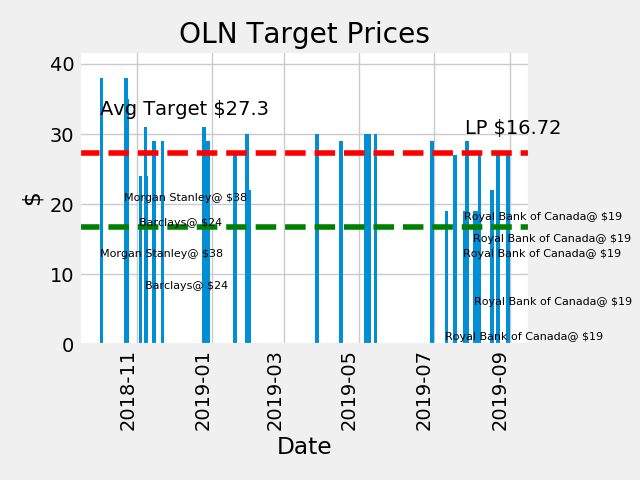 OLN Target Prices
40
30
20
10
0
$
Avg Target $27.3
LP $16.72
Morgan Stanley@ $38
Barclays@ $24
Morgan Stanley@ $38
Barclays@ $24
Royal Bank of Canada@ $19
Royal Bank of Canada@ $19
Royal Bank of Canada@ $19
Royal Bank of Canada@ $19
Royal Bank of Canada@ $19
2018-11
2019-01
2019-03
2019-05
2019-07
2019-09
Date